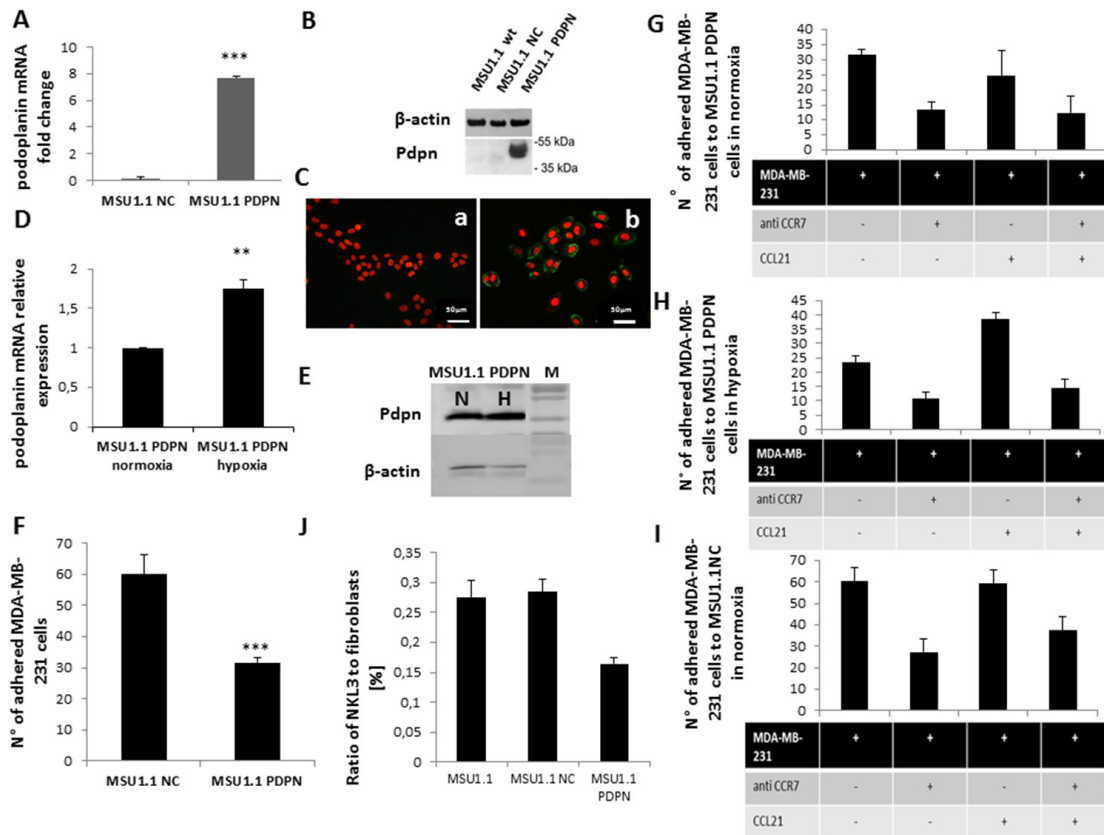 A
podoplanin mRNA
fold change
10
8
6
4
2
0
***
MSU1.1 NC MSU1.1 PDPN
B
MSU1.1 wt
MSU1.1 NC
MSU1.1 PDPN
β-actin
Pdpn
-55 kDa
- 35 kDa
C
a
50µm
b
50µm
D
podoplanin mRNA relative
expression
2
1,5
1
0,5
0
**
MSU1.1 PDPN
normoxia
MSU1.1 PDPN
hypoxia
E
MSU1.1 PDPN M
N H
Pdpn
β-actin
F
N° of adhered MDA-MB-
231 cells
70
60
50
40
30
20
10
0
***
MSU1.1 NC MSU1.1 PDPN
J
Ratio of NKL3 to fibroblasts
[%]
0,35
0,3
0,25
0,2
0,15
0,1
0,05
0
MSU1.1
MSU1.1 NC
MSU1.1
PDPN
G
N° of adhered MDA-MB-
231 cells to MSU1.1 PDPN
cells in normoxia
40
35
30
25
20
15
10
5
0
MDA-MB-
231
+ + + +
anti CCR7 - + - +
CCL21 - - + +
H
N° of adhered MDA-MB-
231 cells to MSU1.1 PDPN
cells in hypoxia
45
40
35
30
25
20
15
10
5
0
MDA-MB-
231
+ + + +
anti CCR7 - + - +
CCL21 - - + +
I
N° of adhered MDA-MB-
231 cells to MSU1.1NC
in normoxia
70
60
50
40
30
20
10
0
MDA-MB-
231
+ + + +
anti CCR7 - + - +
CCL21 - - + +